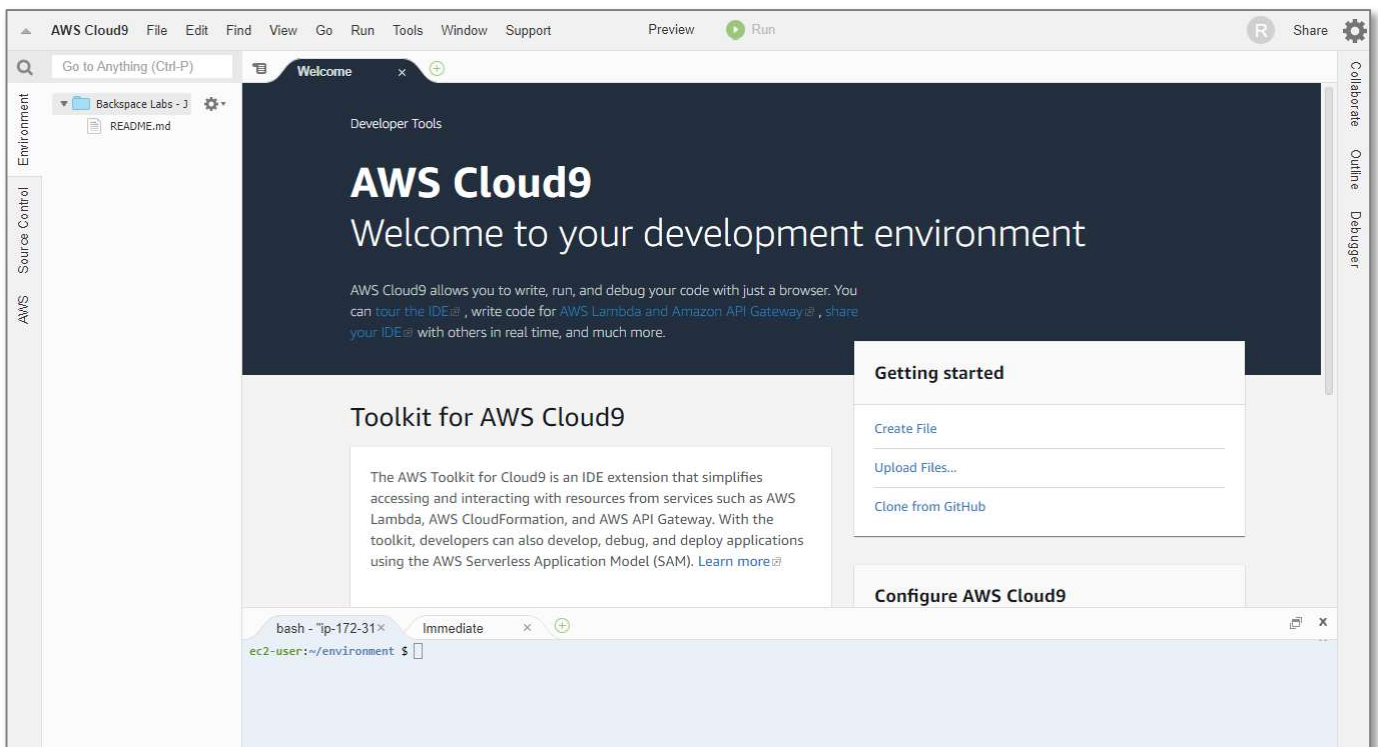 AWS Cloud9 File Edit Find View Go Run Tools Window Support Preview Run R Share
Go to Anything (Ctrl-P)
Welcome
Environment
Source Control
AWS
Backspace Labs - J
README.md
Developer Tools
AWS Cloud9
Welcome to your development environment
AWS Cloud9 allows you to write, run, and debug your code with just a browser. You
can tour the IDE , write code for AWS Lambda and Amazon API Gateway , share
your IDE with others in real time, and much more.
Getting started
Create File
Upload Files...
Clone from GitHub
Toolkit for AWS Cloud9
The AWS Toolkit for Cloud9 is an IDE extension that simplifies
accessing and interacting with resources from services such as AWS
Lambda, AWS CloudFormation, and AWS API Gateway. With the
toolkit, developers can also develop, debug, and deploy applications
using the AWS Serverless Application Model (SAM). Learn more
Configure AWS Cloud9
bash - "ip-172-31 Immediate
ec2-user:~/environment $
Collaborate
Outline
Debugger